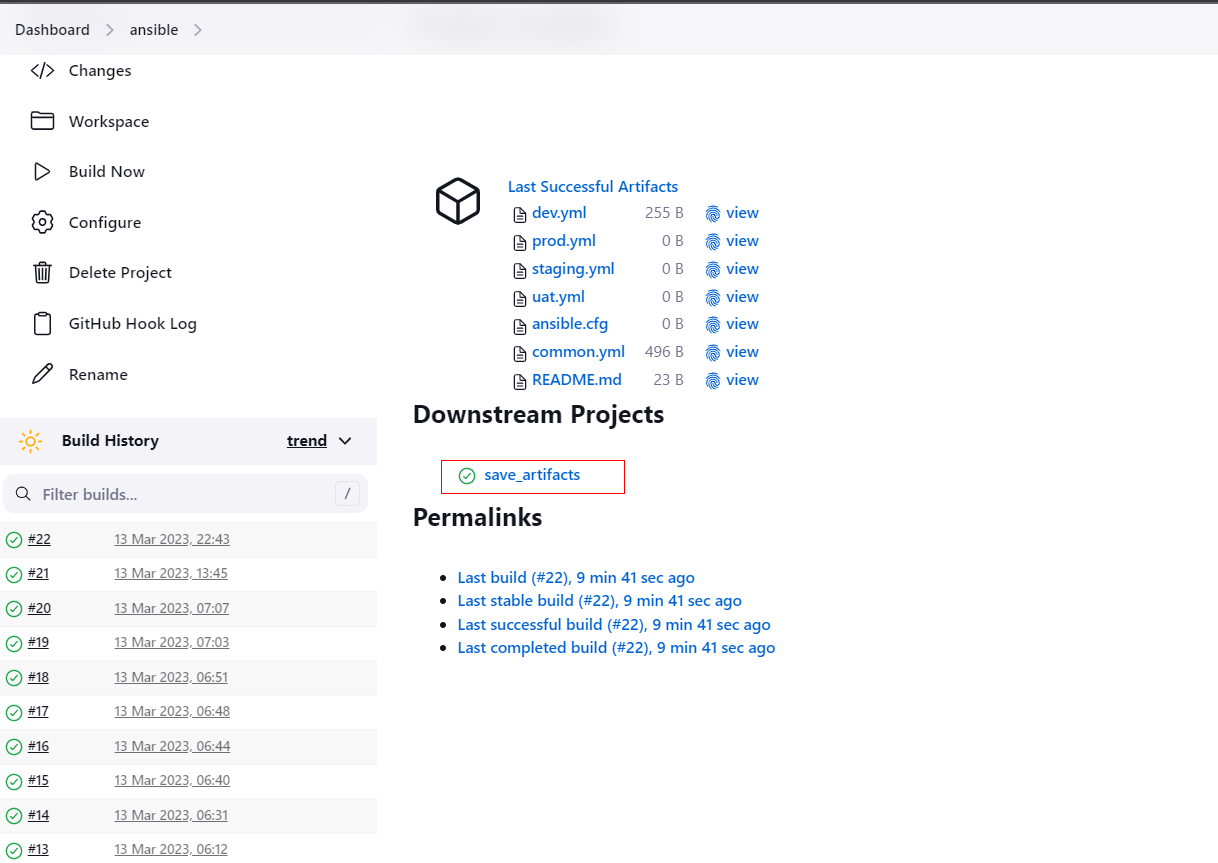 Dashboard > ansible >
Changes
Workspace
Build Now
Configure
Delete Project
GitHub Hook Log
Rename
Build History trend
Filter builds... /
#22 13 Mar 2023, 22:43
#21 13 Mar 2023, 13:45
#20 13 Mar 2023, 07:07
#19 13 Mar 2023, 07:03
#18 13 Mar 2023, 06:51
#17 13 Mar 2023, 06:48
#16 13 Mar 2023, 06:44
#15 13 Mar 2023, 06:40
#14 13 Mar 2023, 06:31
#13 13 Mar 2023, 06:12
Last Successful Artifacts
dev.yml 255 B view
prod.yml 0 B view
staging.yml 0 B view
uat.yml 0 B view
ansible.cfg 0 B view
common.yml 496 B view
README.md 23 B view
Downstream Projects
save_artifacts
Permalinks
Last build (#22), 9 min 41 sec ago
Last stable build (#22), 9 min 41 sec ago
Last successful build (#22), 9 min 41 sec ago
Last completed build (#22), 9 min 41 sec ago